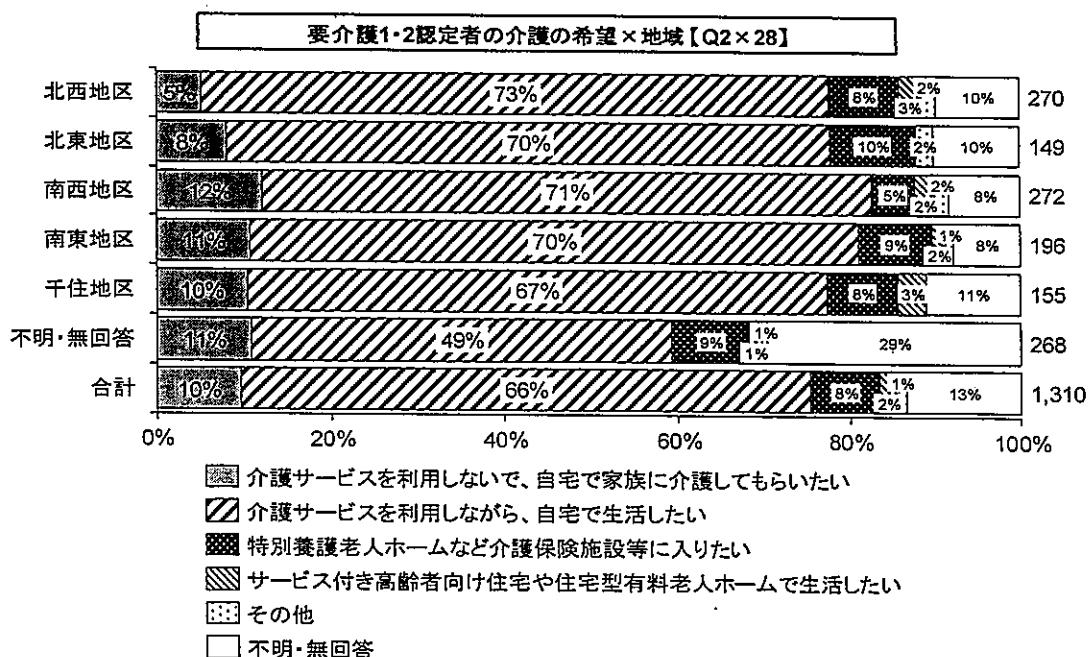 要介護1・2認定者の介護の希望×地域【Q2×28】
北西地区 5% 73% 8% 3% 2% 10% 270
北東地区 8% 70% 10% 2% 10% 149
南西地区 12% 71% 5% 2% 2% 8% 272
南東地区 11% 70% 9% 1% 2% 8% 196
千住地区 10% 67% 8% 3% 11% 155
不明・無回答 11% 49% 9% 1% 1% 29% 268
合計 10% 66% 8% 1% 2% 13% 1,310
0% 20% 40% 60% 80% 100%
介護サービスを利用しないで、自宅で家族に介護してもらいたい
介護サービスを利用しながら、自宅で生活したい
特別養護老人ホームなど介護保険施設等に入りたい
サービス付き高齢者向け住宅や住宅型有料老人ホームで生活したい
その他
不明・無回答